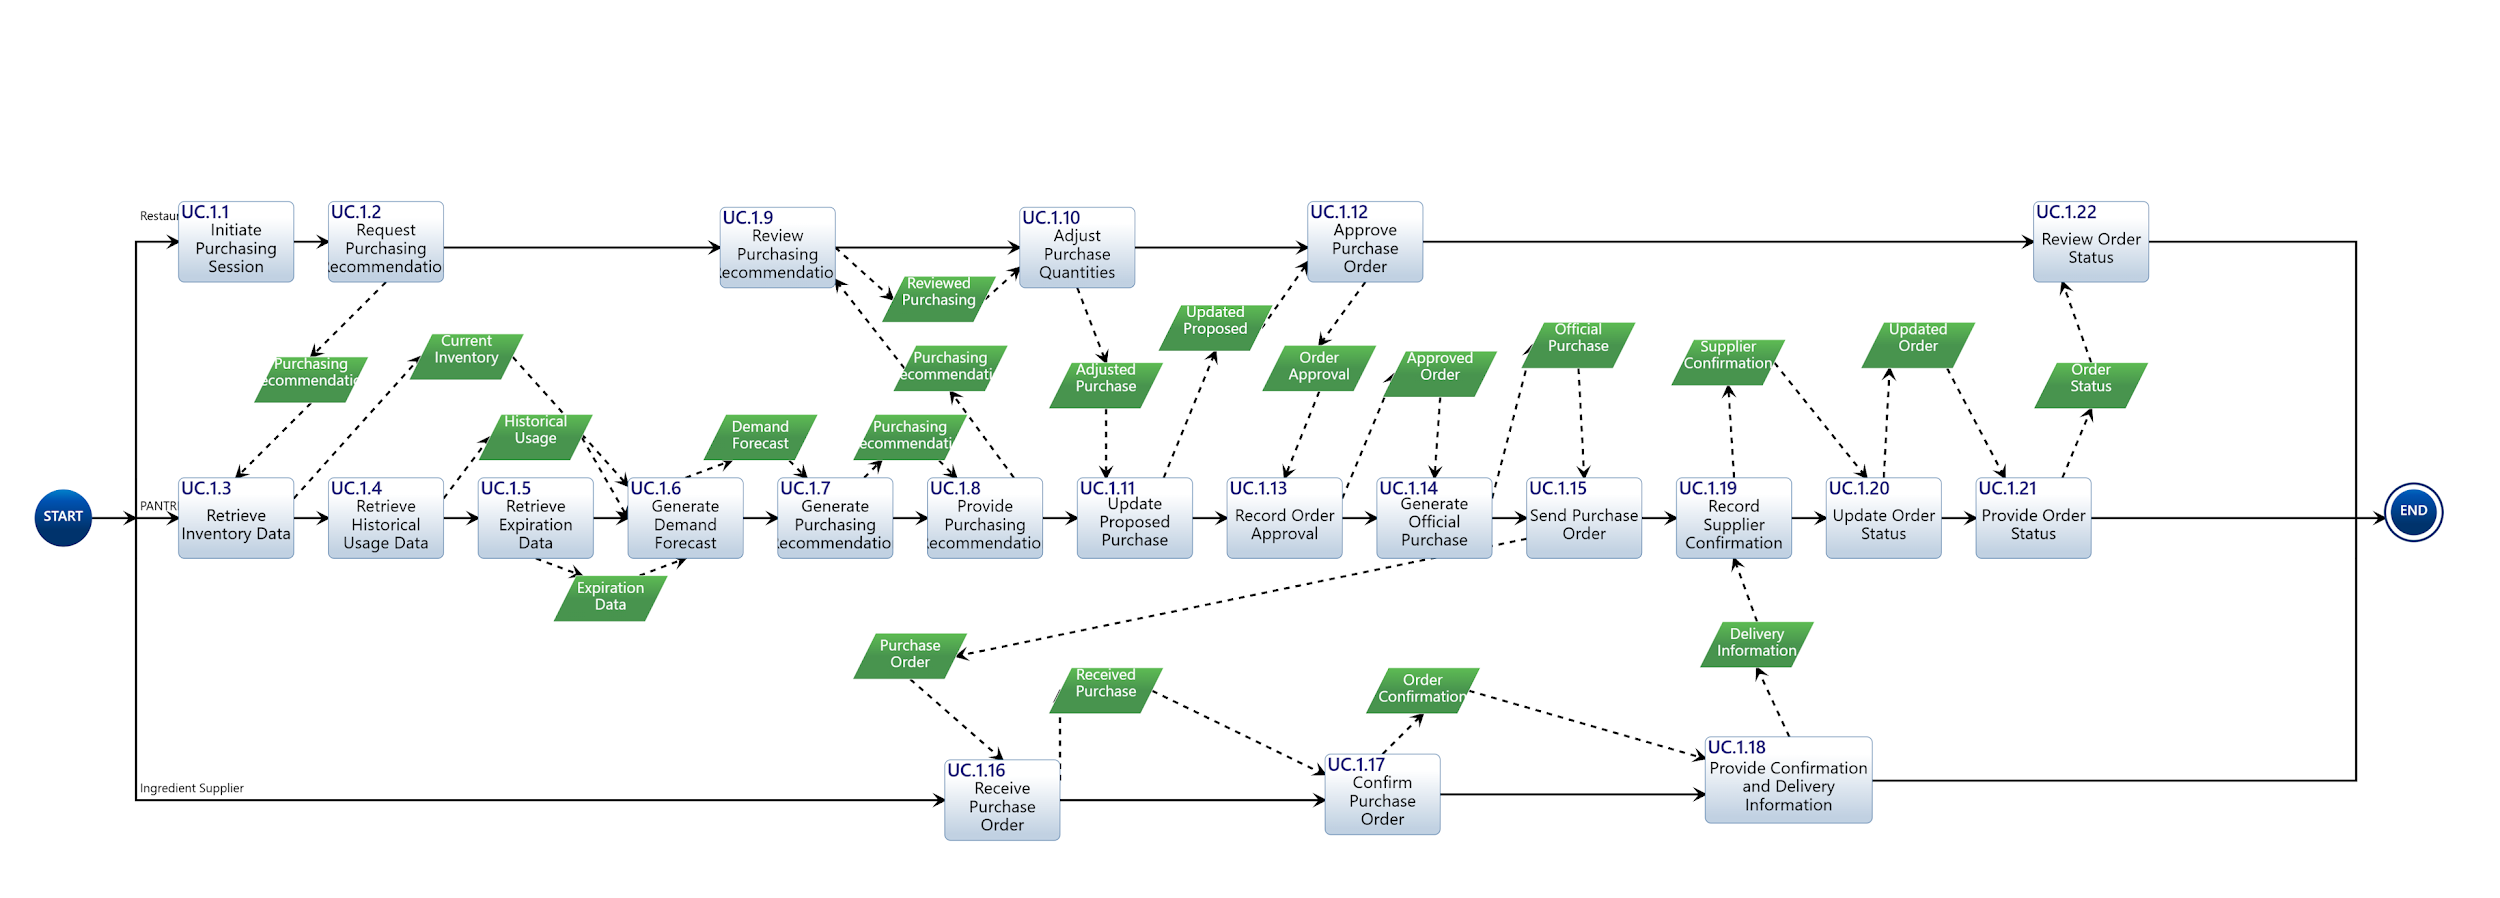 Restaur
UC.1.1
Initiate
Purchasing
Session
UC.1.2
Request
Purchasing
ecommendatio
UC.1.9
Review
Purchasing
ecommendatio
UC.1.10
Adjust
Purchase
Quantities
UC.1.12
Approve
Purchase
Order
UC.1.22
Review Order
Status
Reviewed
Purchasing
Updated
Proposed
Official
Purchase
Updated
Order
Current
Inventory
Purchasing
ecommendatio
Purchasing
ecommendati
Adjusted
Purchase
Order
Approval
Approved
Order
Supplier
Confirmation
Order
Status
Historical
Usage
Demand
Forecast
Purchasing
ecommendati
START
PANTR
UC.1.3
Retrieve
Inventory Data
UC.1.4
Retrieve
Historical
Usage Data
UC.1.5
Retrieve
Expiration
Data
UC.1.6
Generate
Demand
Forecast
UC.1.7
Generate
Purchasing
ecommendatio
UC.1.8
Provide
Purchasing
ecommendatio
UC.1.11
Update
Proposed
Purchase
UC.1.13
Record Order
Approval
UC.1.14
Generate
Official
Purchase
UC.1.15
Send Purchase
Order
UC.1.19
Record
Supplier
Confirmation
UC.1.20
Update Order
Status
UC.1.21
Provide Order
Status
END
Expiration
Data
Purchase
Order
Received
Purchase
Order
Confirmation
Delivery
Information
Ingredient Supplier
UC.1.16
Receive
Purchase
Order
UC.1.17
Confirm
Purchase
Order
UC.1.18
Provide Confirmation
and Delivery
Information